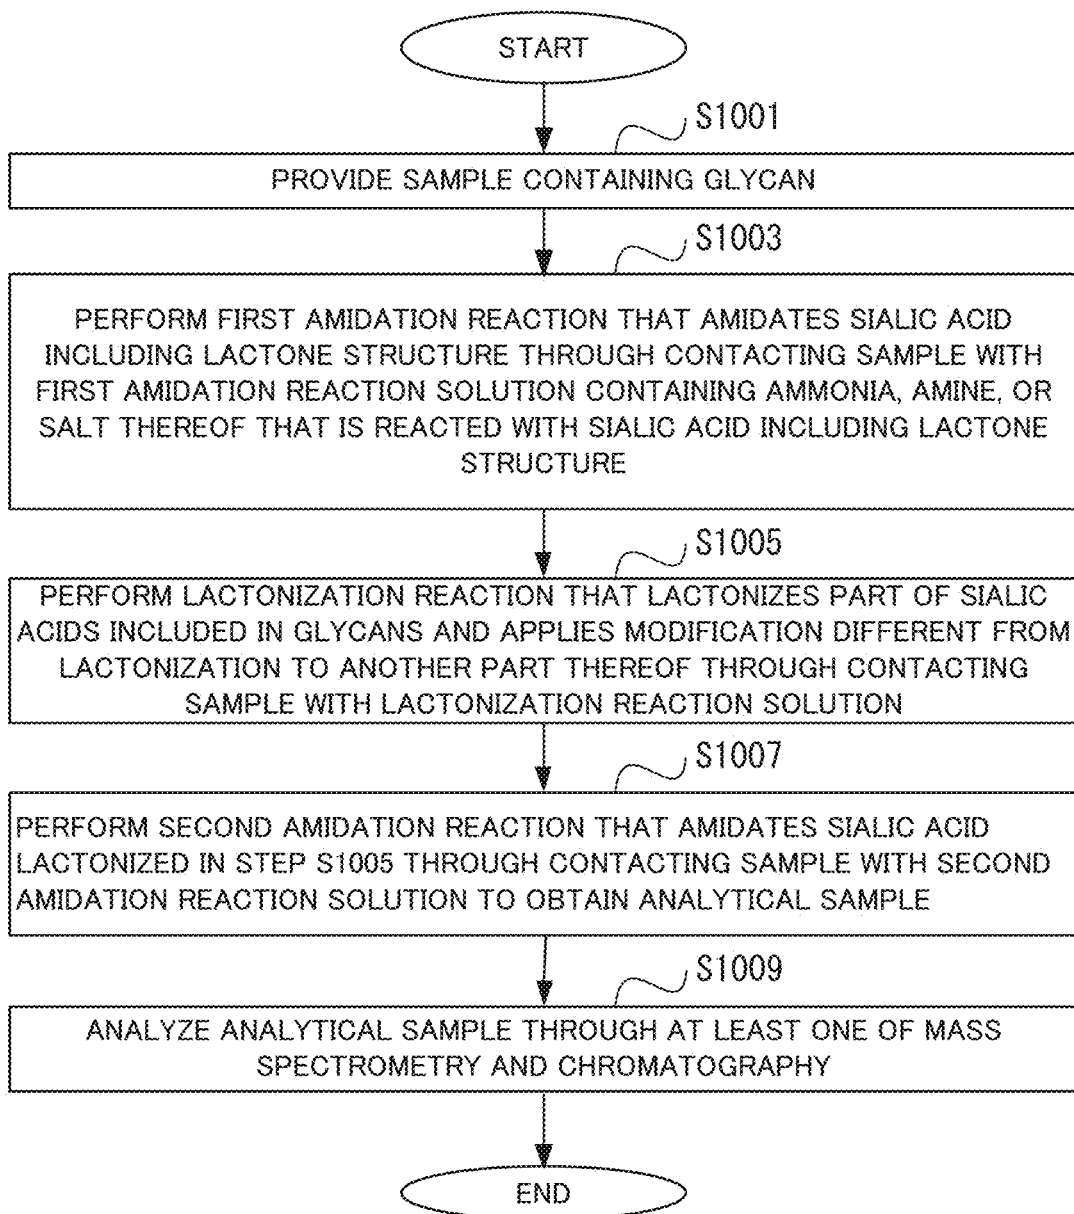 START
S1001
PROVIDE SAMPLE CONTAINING GLYCAN
S1003
PERFORM FIRST AMIDATION REACTION THAT AMIDATES SIALIC ACID
INCLUDING LACTONE STRUCTURE THROUGH CONTACTING SAMPLE WITH
FIRST AMIDATION REACTION SOLUTION CONTAINING AMMONIA, AMINE, OR
SALT THEREOF THAT IS REACTED WITH SIALIC ACID INCLUDING LACTONE
STRUCTURE
S1005
PERFORM LACTONIZATION REACTION THAT LACTONIZES PART OF SIALIC
ACIDS INCLUDED IN GLYCANS AND APPLIES MODIFICATION DIFFERENT FROM
LACTONIZATION TO ANOTHER PART THEREOF THROUGH CONTACTING
SAMPLE WITH LACTONIZATION REACTION SOLUTION
S1007
PERFORM SECOND AMIDATION REACTION THAT AMIDATES SIALIC ACID
LACTONIZED IN STEP S1005 THROUGH CONTACTING SAMPLE WITH SECOND
AMIDATION REACTION SOLUTION TO OBTAIN ANALYTICAL SAMPLE
S1009
ANALYZE ANALYTICAL SAMPLE THROUGH AT LEAST ONE OF MASS
SPECTROMETRY AND CHROMATOGRAPHY
END